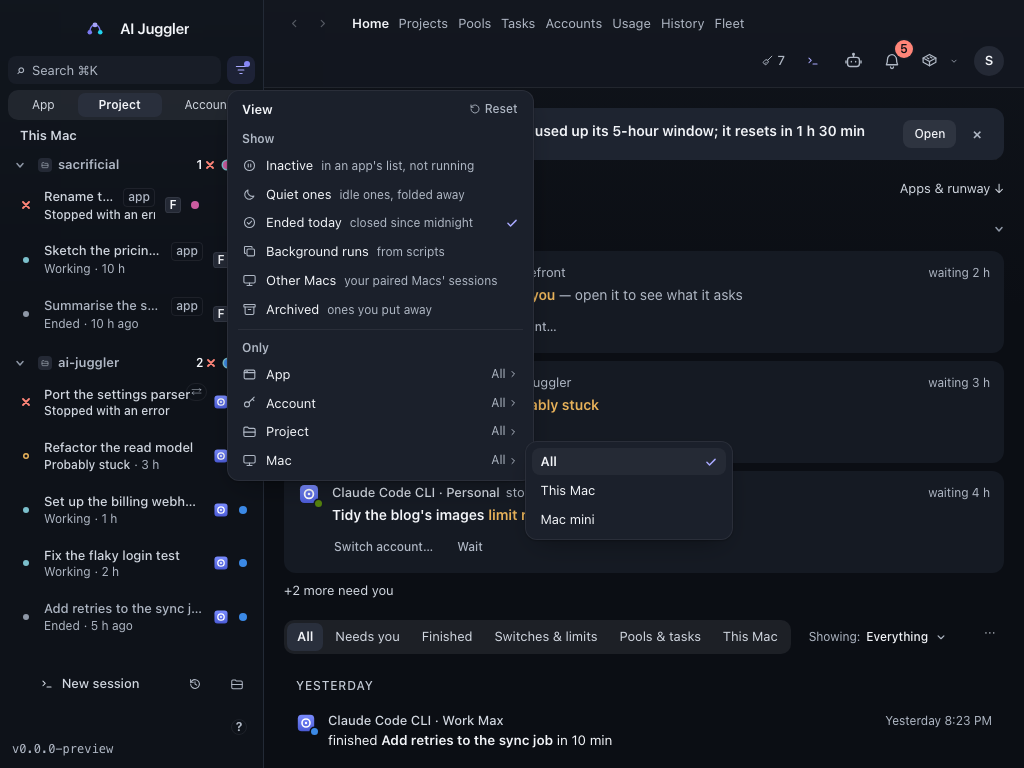 AI Juggler
Home Projects Pools Tasks Accounts Usage History Fleet
Search ⌘K
7
5
S
App Project Accoun
This Mac
sacrificial 1
Rename t... app F
Stopped with an err
Sketch the pricin... app F
Working · 10 h
Summarise the s... app F
Ended · 10 h ago
ai-juggler 2
Port the settings parser
Stopped with an error
Refactor the read model
Probably stuck · 3 h
Set up the billing webh...
Working · 1 h
Fix the flaky login test
Working · 2 h
Add retries to the sync j...
Ended · 5 h ago
New session
?
v0.0.0-preview
View Reset
Show
Inactive in an app's list, not running
Quiet ones idle ones, folded away
Ended today closed since midnight
Background runs from scripts
Other Macs your paired Macs' sessions
Archived ones you put away
Only
App All ›
Account All ›
Project All ›
Mac All ›
All
This Mac
Mac mini
used up its 5-hour window; it resets in 1 h 30 min Open ×
Apps & runway ↓
efront waiting 2 h
you — open it to see what it asks
nt...
uggler waiting 3 h
ably stuck
Claude Code CLI · Personal sto waiting 4 h
Tidy the blog's images limit r
Switch account... Wait
+2 more need you
All Needs you Finished Switches & limits Pools & tasks This Mac Showing: Everything ...
YESTERDAY
Claude Code CLI · Work Max Yesterday 8:23 PM
finished Add retries to the sync job in 10 min